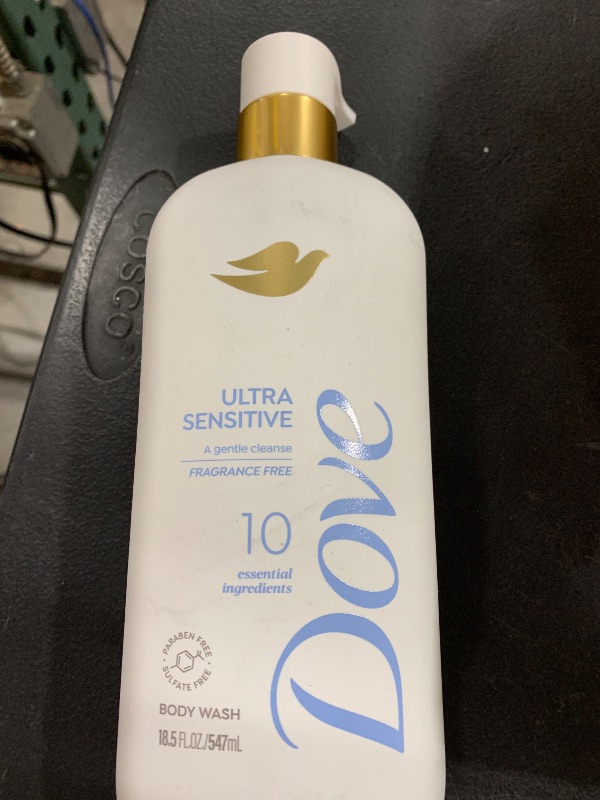 COSCO
ULTRA
SENSITIVE
A gentle cleanse
FRAGRANCE FREE
10
essential
ingredients
Dove
PARABEN FREE
SULFATE FREE
BODY WASH
18.5 FL.OZ./547mL